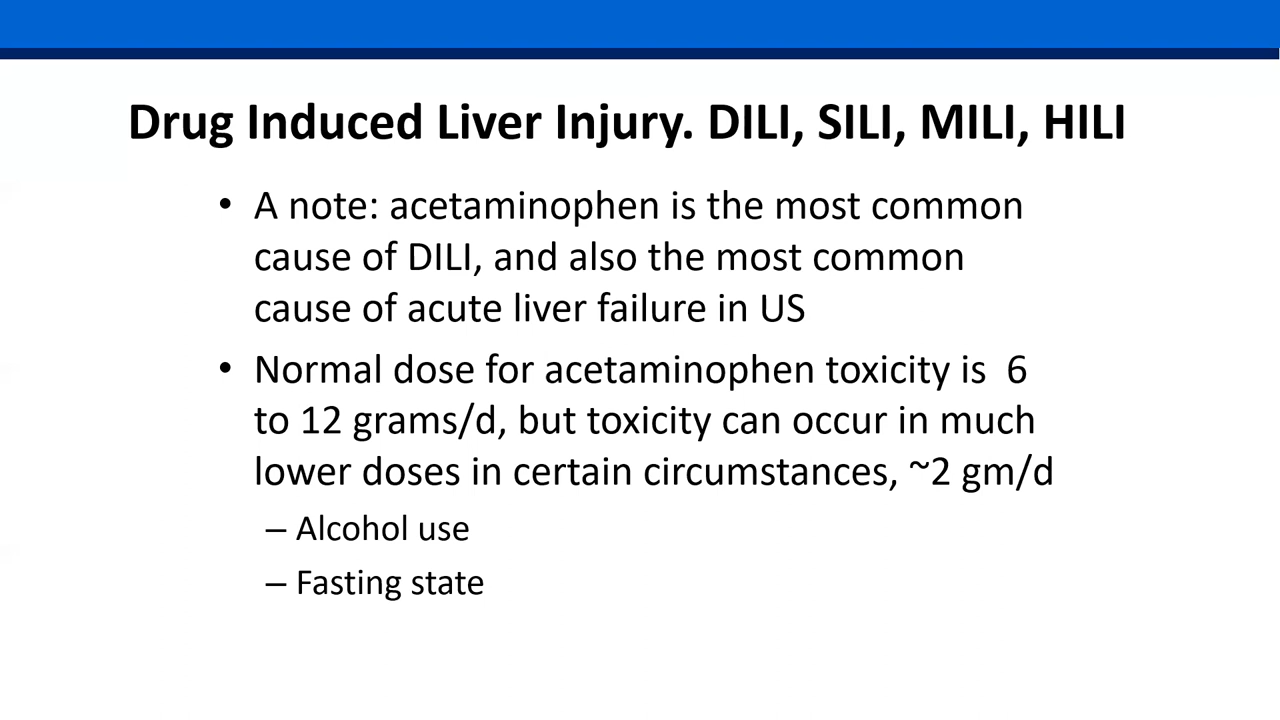 Drug Induced Liver Injury. DILI, SILI, MILI, HILI
• A note: acetaminophen is the most common
cause of DILI, and also the most common
cause of acute liver failure in US
• Normal dose for acetaminophen toxicity is  6
to 12 grams/d, but toxicity can occur in much
lower doses in certain circumstances, ~2 gm/d
– Alcohol use
– Fasting state